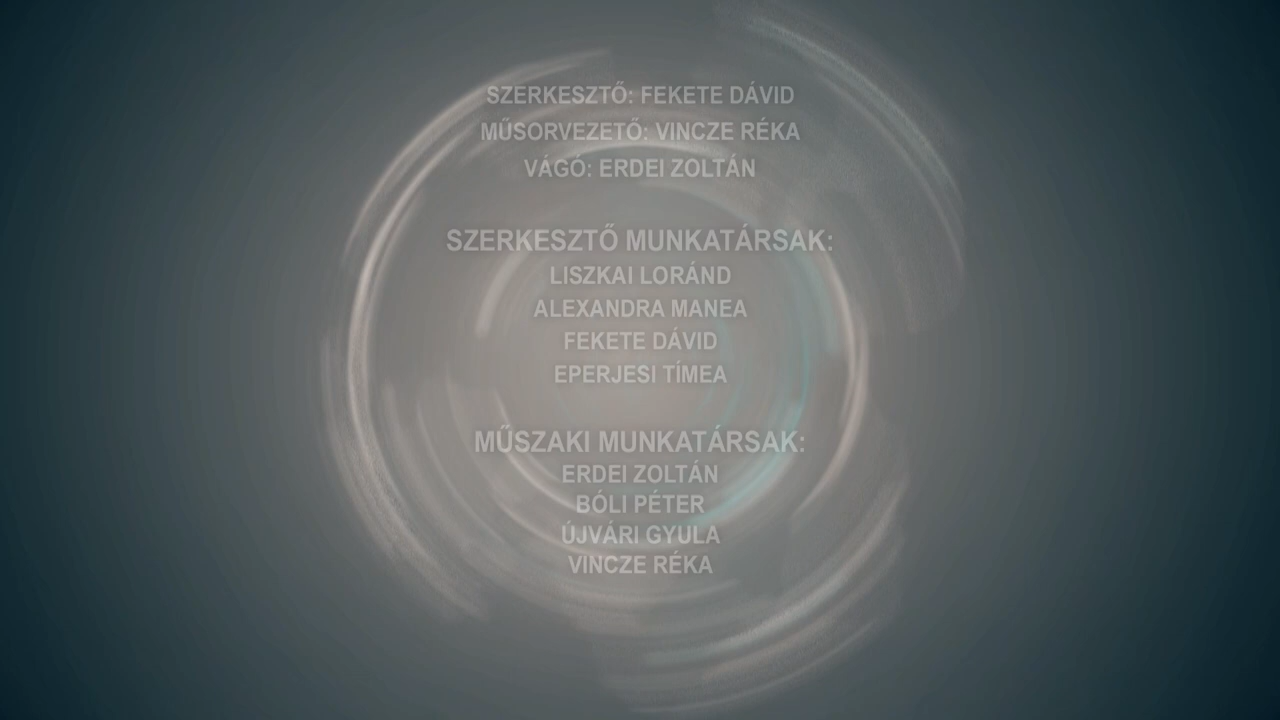 SZERKESZTŐ: FEKETE DÁVID
MŰSORVEZETŐ: VINCZE RÉKA
VÁGÓ: ERDEI ZOLTÁN
SZERKESZTŐ MUNKATÁRSAK:
LISZKAI LORÁND
ALEXANDRA MANEA
FEKETE DÁVID
EPERJESI TÍMEA
MŰSZAKI MUNKATÁRSAK:
ERDEI ZOLTÁN
BÓLI PÉTER
ÚJVÁRI GYULA
VINCZE RÉKA